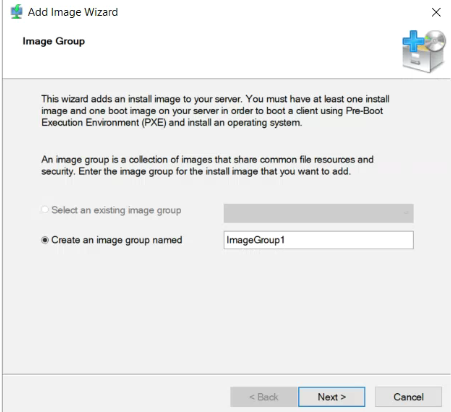 Add Image Wizard
Image Group
This wizard adds an install image to your server. You must have at least one install
image and one boot image on your server in order to boot a client using Pre-Boot
Execution Environment (PXE) and install an operating system.
An image group is a collection of images that share common file resources and
security. Enter the image group for the install image that you want to add.
Select an existing image group
Create an image group named
ImageGroup1
< Back
Next >
Cancel